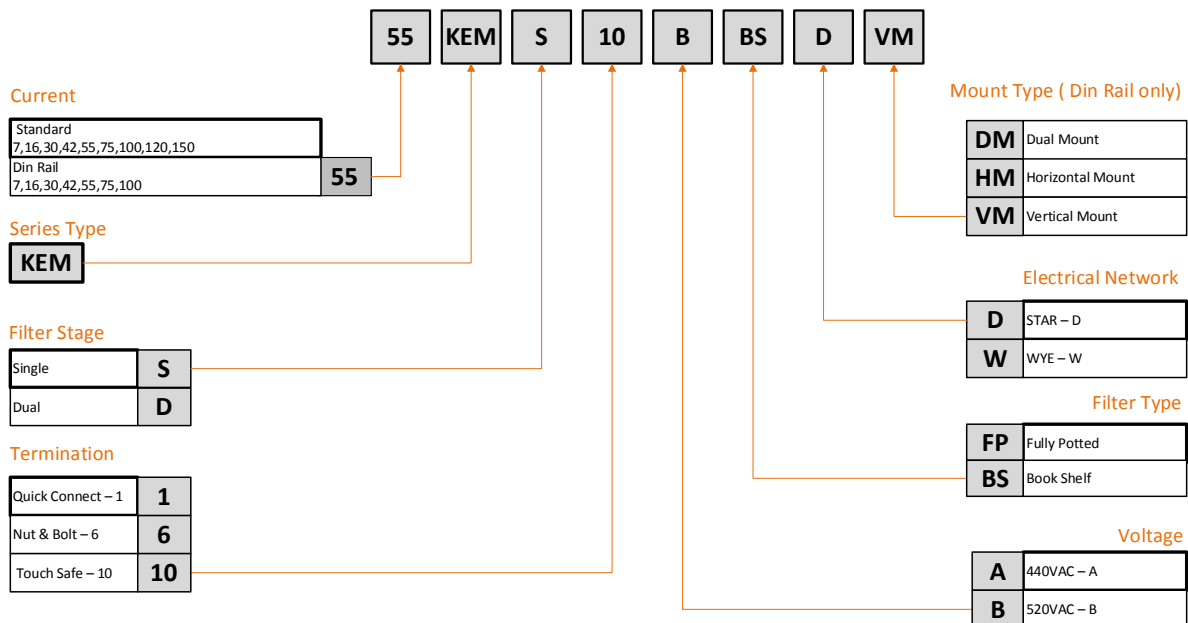 55 KEM S 10 B BS D VM
Current
Standard
7,16,30,42,55,75,100,120,150
Din Rail
7,16,30,42,55,75,100
55
Series Type
KEM
Filter Stage
Single S
Dual D
Termination
Quick Connect – 1 1
Nut & Bolt – 6 6
Touch Safe – 10 10
Mount Type ( Din Rail only)
DM Dual Mount
HM Horizontal Mount
VM Vertical Mount
Electrical Network
D STAR – D
W WYE – W
Filter Type
FP Fully Potted
BS Book Shelf
Voltage
A 440VAC – A
B 520VAC – B